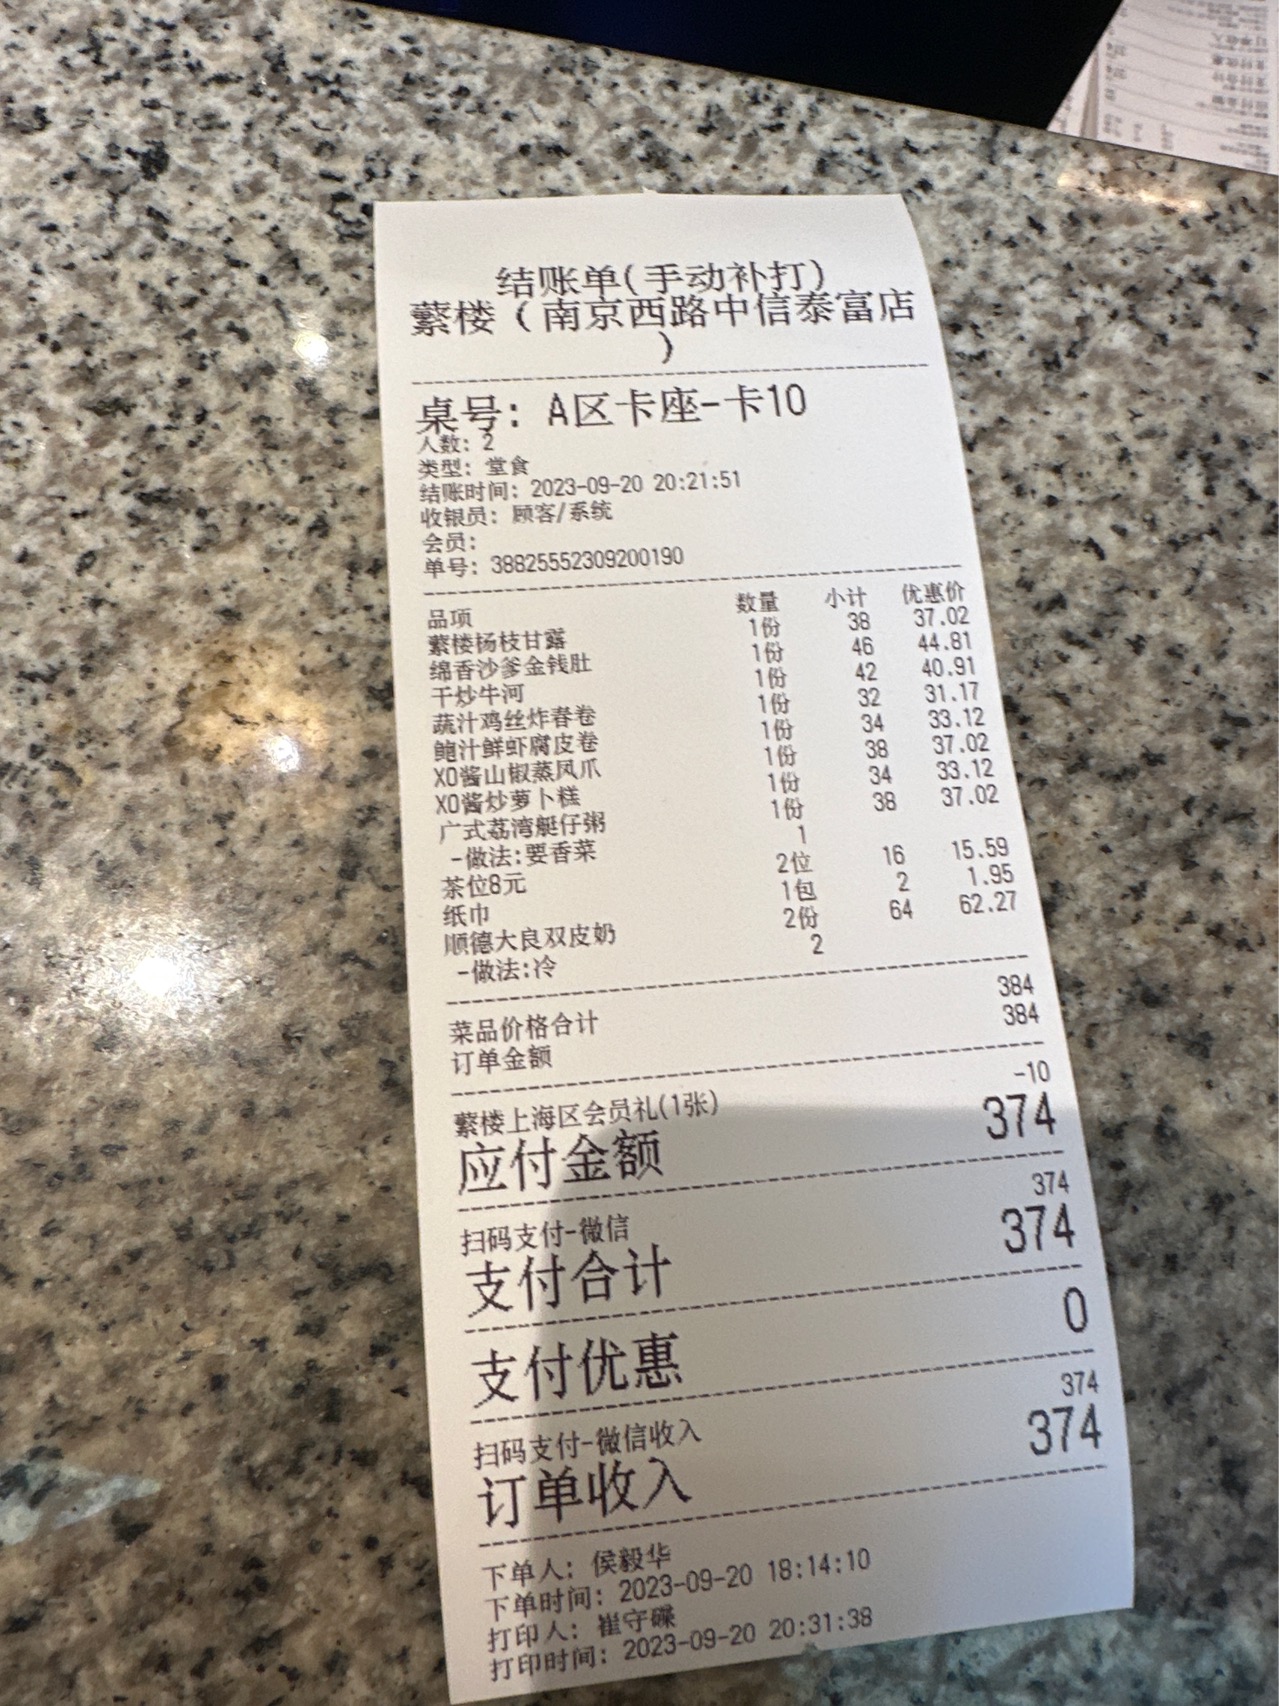 结账单(手动补打)
蘩楼（南京西路中信泰富店
）
桌号：A区卡座-卡10
人数：2
类型：堂食
结账时间：2023-09-20 20:21:51
收银员：顾客/系统
会员：
单号：38825552309200190
品项 数量 小计 优惠价
蘩楼杨枝甘露 1份 38 37.02
绵香沙爹金钱肚 1份 46 44.81
干炒牛河 1份 42 40.91
蔬汁鸡丝炸春卷 1份 32 31.17
鲍汁鲜虾腐皮卷 1份 34 33.12
XO酱山椒蒸凤爪 1份 38 37.02
XO酱炒萝卜糕 1份 34 33.12
广式荔湾艇仔粥 1份 38 37.02
-做法:要香菜 1
茶位8元 2位 16 15.59
纸巾 1包 2 1.95
顺德大良双皮奶 2份 64 62.27
-做法:冷 2
菜品价格合计 384
订单金额 384
蘩楼上海区会员礼(1张) -10
应付金额 374
扫码支付-微信 374
支付合计 374
支付优惠 0
扫码支付-微信收入 374
订单收入 374
下单人：侯毅华
下单时间：2023-09-20 18:14:10
打印人：崔守碟
打印时间：2023-09-20 20:31:38